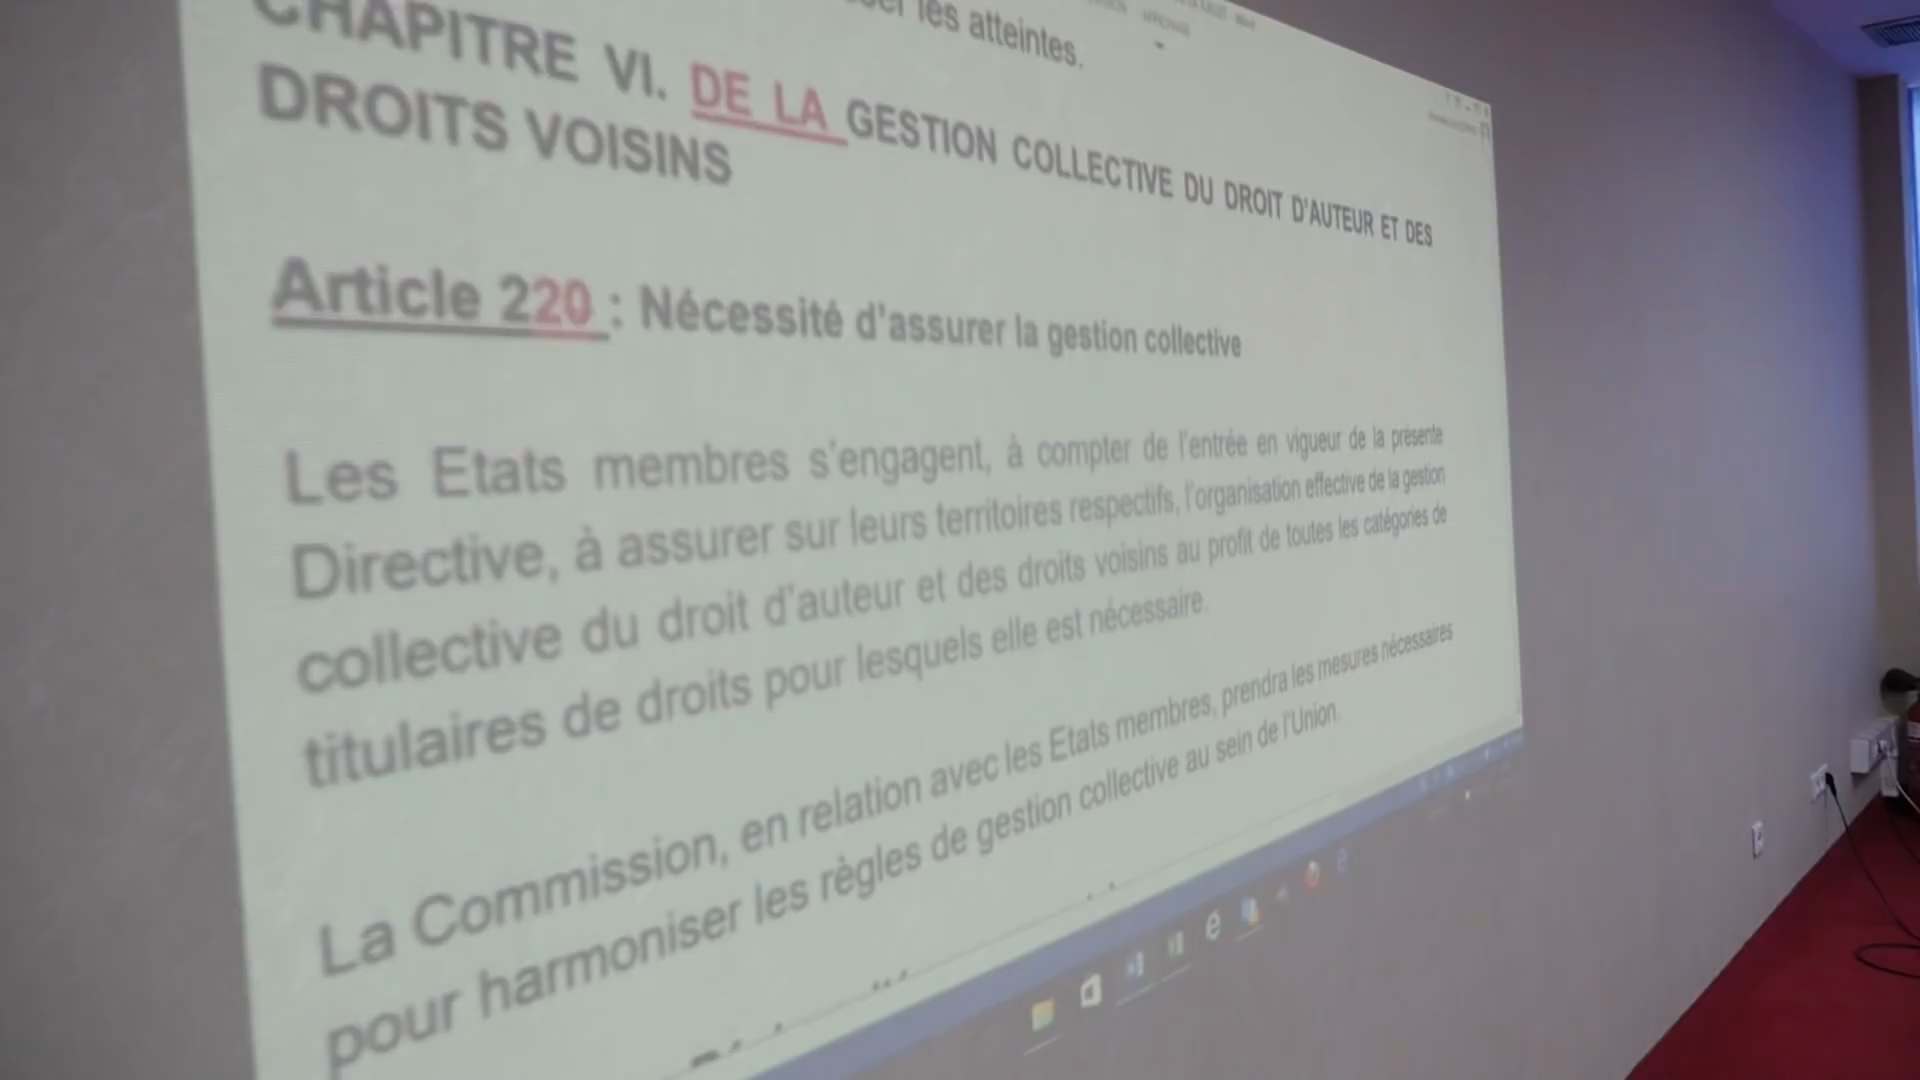 les atteintes.
CHAPITRE VI. DE LA GESTION COLLECTIVE DU DROIT D'AUTEUR ET DES
DROITS VOISINS
Article 220 : Nécessité d'assurer la gestion collective
Les Etats membres s'engagent, à compter de l'entrée en vigueur de la présente
Directive, à assurer sur leurs territoires respectifs, l'organisation effective de la gestion
collective du droit d'auteur et des droits voisins au profit de toutes les catégories de
titulaires de droits pour lesquels elle est nécessaire.
La Commission, en relation avec les Etats membres, prendra les mesures nécessaires
pour harmoniser les règles de gestion collective au sein de l'Union.